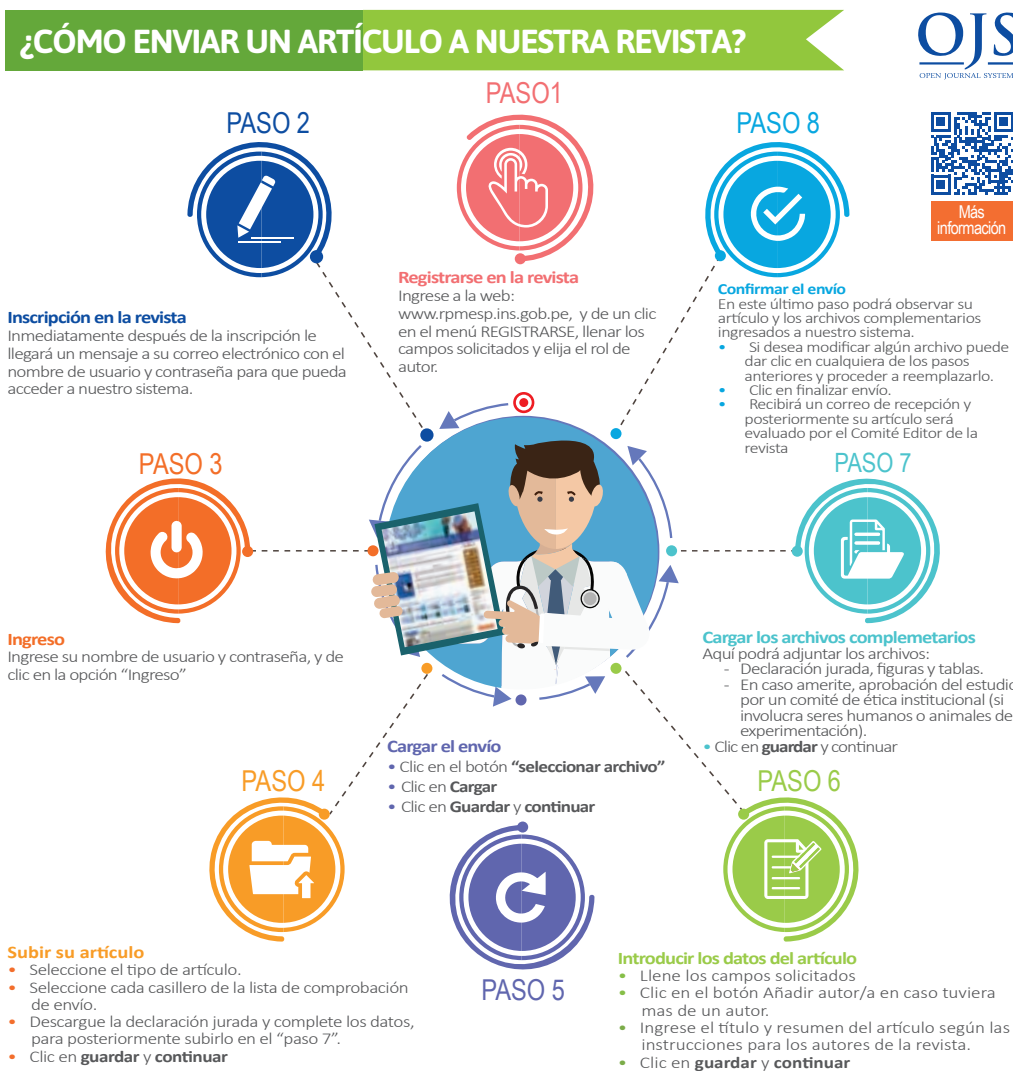 ¿CÓMO ENVIAR UN ARTÍCULO A NUESTRA REVISTA?
OJS
OPEN JOURNAL SYSTEM
Más
información
PASO1
Registrarse en la revista
Ingrese a la web:
www.rpmesp.ins.gob.pe, y de un clic
en el menú REGISTRARSE, llenar los
campos solicitados y elija el rol de
autor.
PASO 2
Inscripción en la revista
Inmediatamente después de la inscripción le
llegará un mensaje a su correo electrónico con el
nombre de usuario y contraseña para que pueda
acceder a nuestro sistema.
PASO 3
Ingreso
Ingrese su nombre de usuario y contraseña, y de
clic en la opción “Ingreso”
PASO 4
Subir su artículo
• Seleccione el tipo de artículo.
• Seleccione cada casillero de la lista de comprobación
de envío.
• Descargue la declaración jurada y complete los datos,
para posteriormente subirlo en el “paso 7”.
• Clic en guardar y continuar
Cargar el envío
• Clic en el botón “seleccionar archivo”
• Clic en Cargar
• Clic en Guardar y continuar
PASO 5
PASO 6
Introducir los datos del artículo
• Llene los campos solicitados
• Clic en el botón Añadir autor/a en caso tuviera
mas de un autor.
• Ingrese el título y resumen del artículo según las
instrucciones para los autores de la revista.
• Clic en guardar y continuar
PASO 7
Cargar los archivos complemetarios
Aquí podrá adjuntar los archivos:
- Declaración jurada, figuras y tablas.
- En caso amerite, aprobación del estudio
por un comité de ética institucional (si
involucra seres humanos o animales de
experimentación).
• Clic en guardar y continuar
PASO 8
Confirmar el envío
En este último paso podrá observar su
artículo y los archivos complementarios
ingresados a nuestro sistema.
• Si desea modificar algún archivo puede
dar clic en cualquiera de los pasos
anteriores y proceder a reemplazarlo.
• Clic en finalizar envío.
• Recibirá un correo de recepción y
posteriormente su artículo será
evaluado por el Comité Editor de la
revista